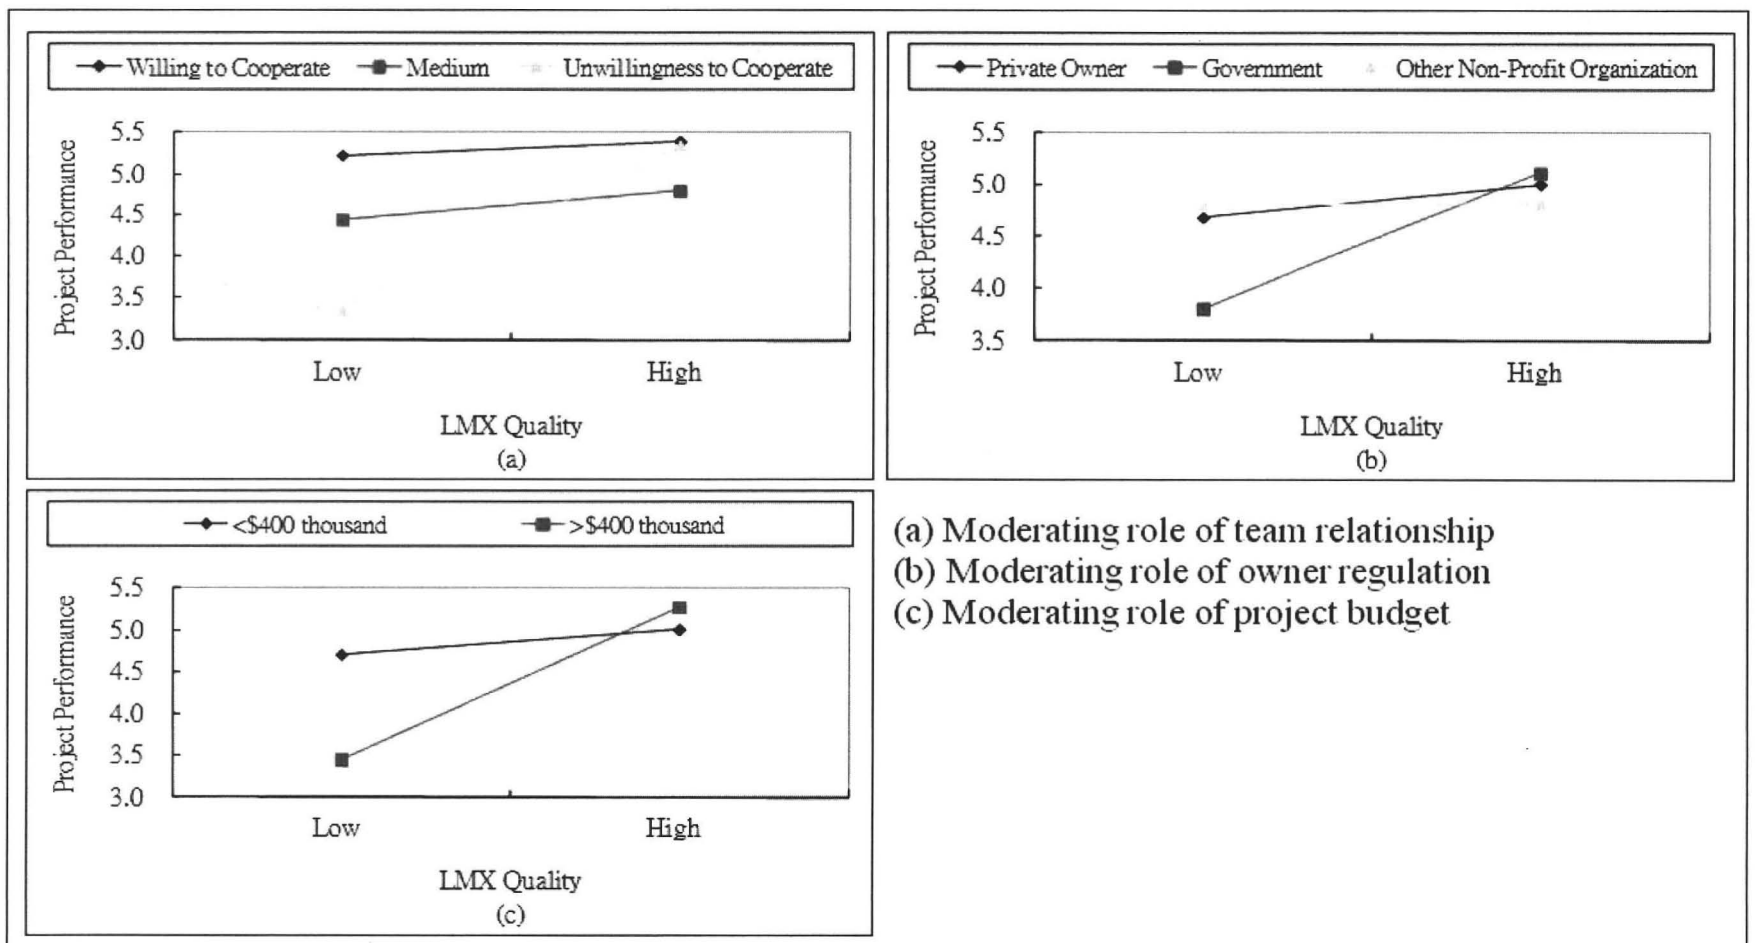 Willing to Cooperate Medium Unwillingness to Cooperate
Project Performance
5.5
5.0
4.5
4.0
3.5
3.0
Low High
LMX Quality
(a)
Private Owner Government Other Non-Profit Organization
Project Performance
5.5
5.0
4.5
4.0
3.5
Low High
LMX Quality
(b)
<$400 thousand >$400 thousand
Project Performance
5.5
5.0
4.5
4.0
3.5
3.0
Low High
LMX Quality
(c)
(a) Moderating role of team relationship
(b) Moderating role of owner regulation
(c) Moderating role of project budget